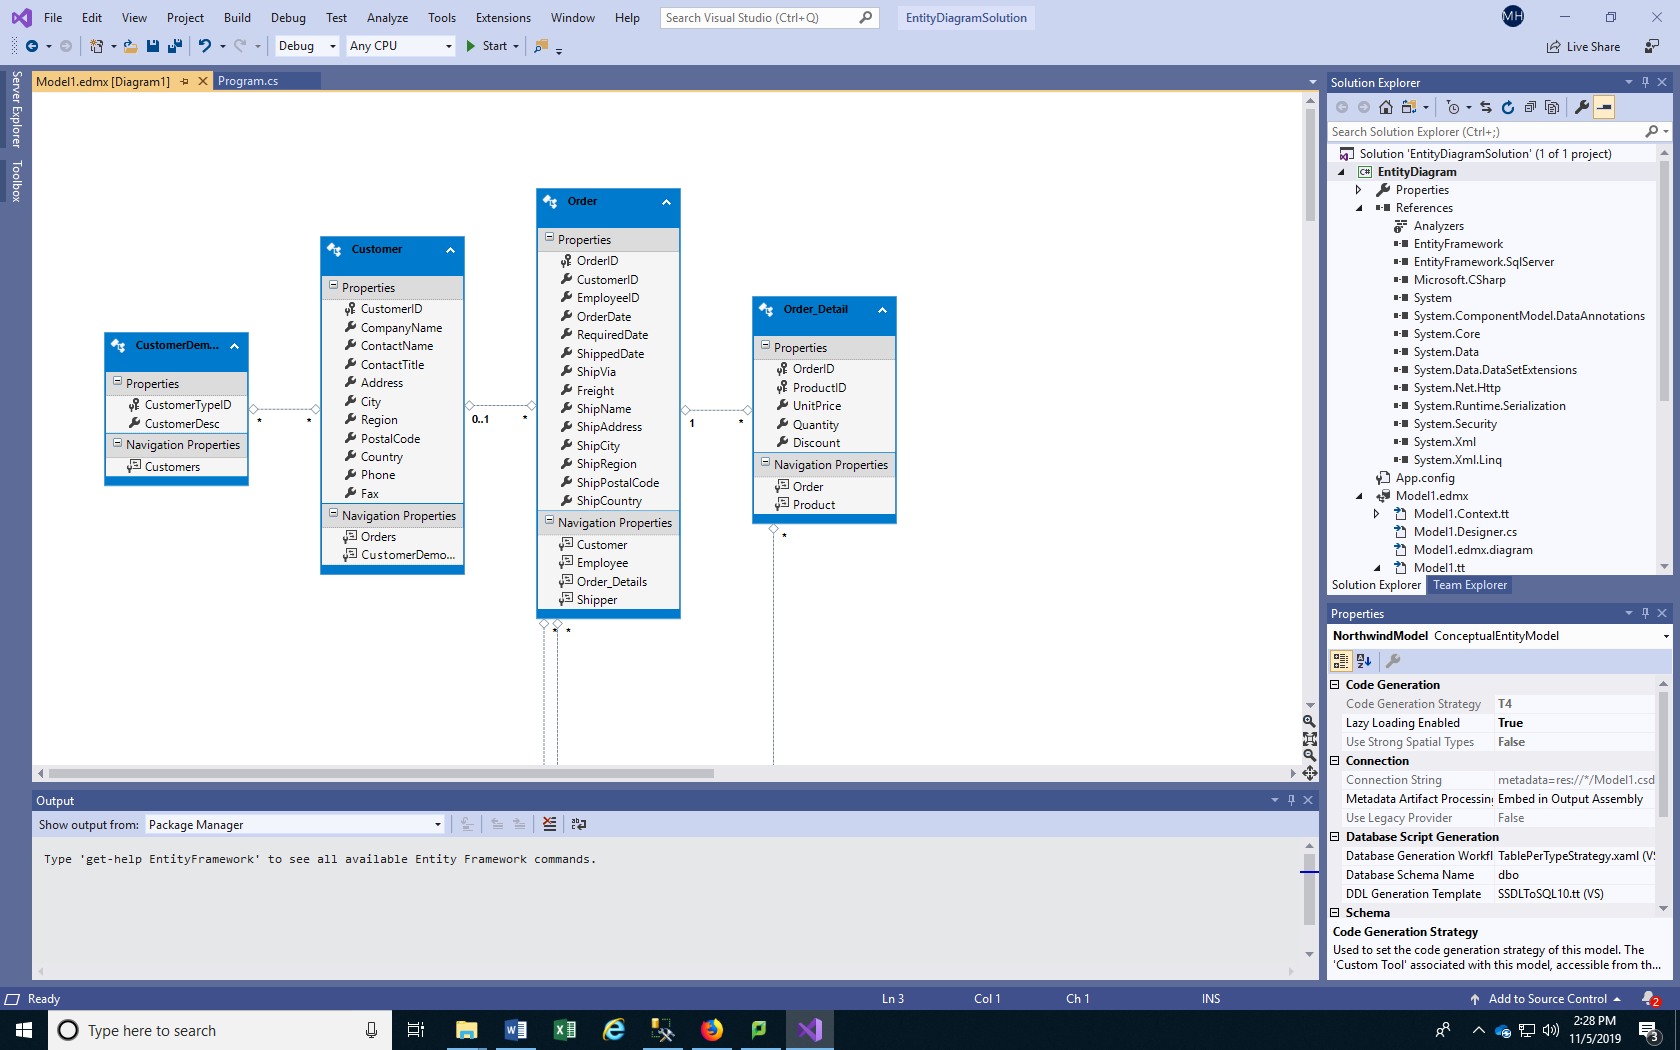 File Edit View Project Build Debug Test Analyze Tools Extensions Window Help Search Visual Studio (Ctrl+Q) EntityDiagramSolution MH
Debug Any CPU Start Live Share
Server Explorer
Toolbox
Model1.edmx [Diagram1] Program.cs
CustomerDem...
Properties
CustomerTypeID
CustomerDesc
Navigation Properties
Customers
* *
Customer
Properties
CustomerID
CompanyName
ContactName
ContactTitle
Address
City
Region
PostalCode
Country
Phone
Fax
Navigation Properties
Orders
CustomerDemo...
0..1 *
Order
Properties
OrderID
CustomerID
EmployeeID
OrderDate
RequiredDate
ShippedDate
ShipVia
Freight
ShipName
ShipAddress
ShipCity
ShipRegion
ShipPostalCode
ShipCountry
Navigation Properties
Customer
Employee
Order_Details
Shipper
* *
1 *
Order_Detail
Properties
OrderID
ProductID
UnitPrice
Quantity
Discount
Navigation Properties
Order
Product
*
Output
Show output from: Package Manager
Type 'get-help EntityFramework' to see all available Entity Framework commands.
Solution Explorer
Search Solution Explorer (Ctrl+;)
Solution 'EntityDiagramSolution' (1 of 1 project)
C# EntityDiagram
Properties
References
Analyzers
EntityFramework
EntityFramework.SqlServer
Microsoft.CSharp
System
System.ComponentModel.DataAnnotations
System.Core
System.Data
System.Data.DataSetExtensions
System.Net.Http
System.Runtime.Serialization
System.Security
System.Xml
System.Xml.Linq
App.config
Model1.edmx
Model1.Context.tt
Model1.Designer.cs
Model1.edmx.diagram
Model1.tt
Solution Explorer Team Explorer
Properties
NorthwindModel ConceptualEntityModel
Code Generation
Code Generation Strategy T4
Lazy Loading Enabled True
Use Strong Spatial Types False
Connection
Connection String metadata=res://*/Model1.csd
Metadata Artifact Processing Embed in Output Assembly
Use Legacy Provider False
Database Script Generation
Database Generation Workfl TablePerTypeStrategy.xaml (VS
Database Schema Name dbo
DDL Generation Template SSDLToSQL10.tt (VS)
Schema
Code Generation Strategy
Used to set the code generation strategy of this model. The
'Custom Tool' associated with this model, accessible from th...
Ready Ln 3 Col 1 Ch 1 INS Add to Source Control 2
Type here to search
2:28 PM
11/5/2019
3